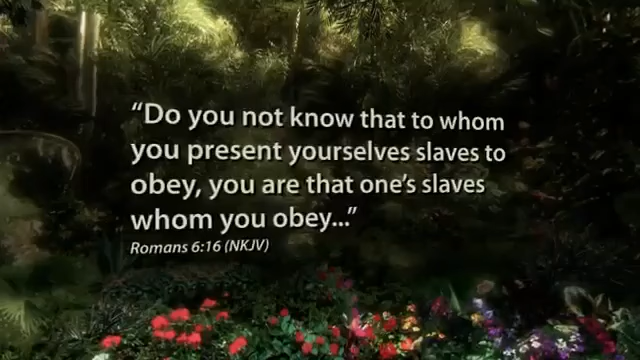 “Do you not know that to whom
you present yourselves slaves to
obey, you are that one’s slaves
whom you obey...”
Romans 6:16 (NKJV)